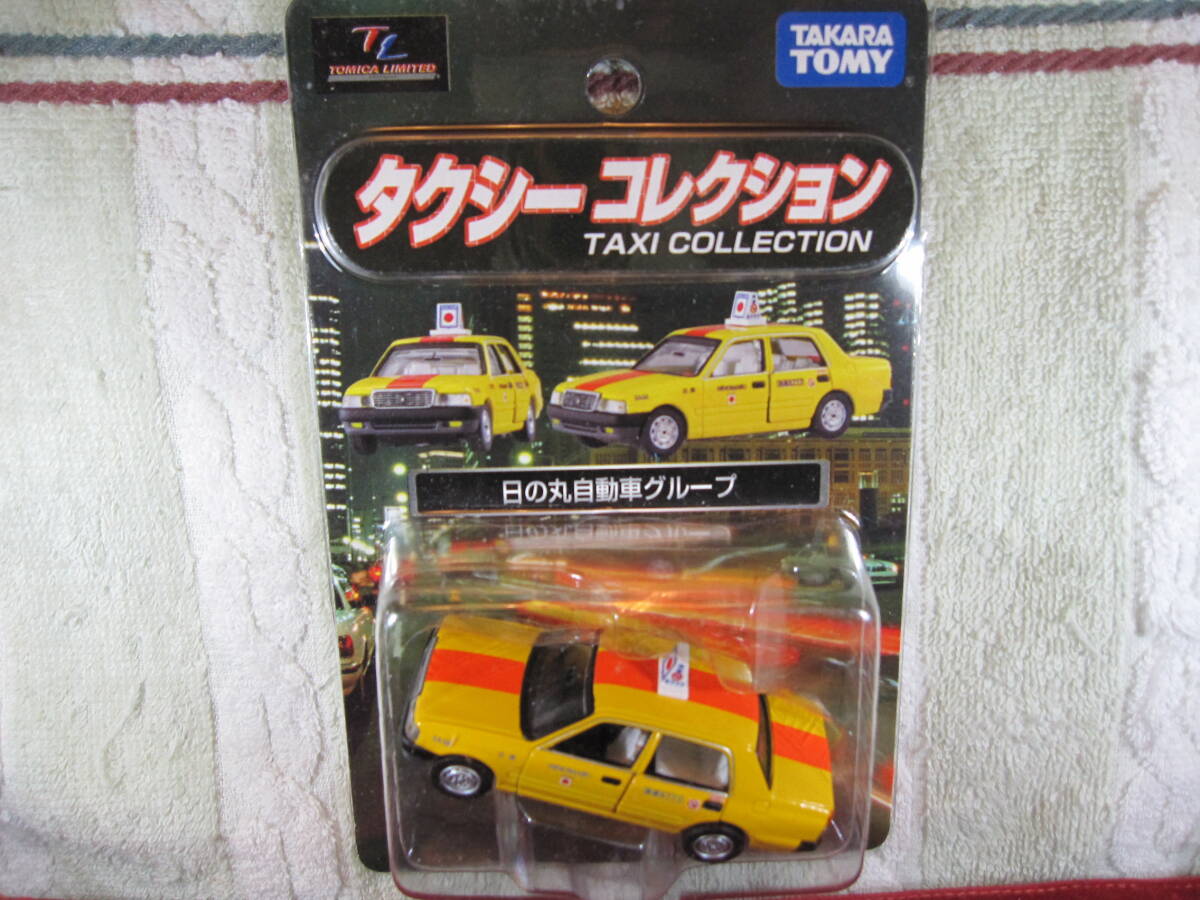 TL
TOMICA LIMITED
TAKARA
TOMY
タクシーコレクション
TAXI COLLECTION
日の丸自動車グループ